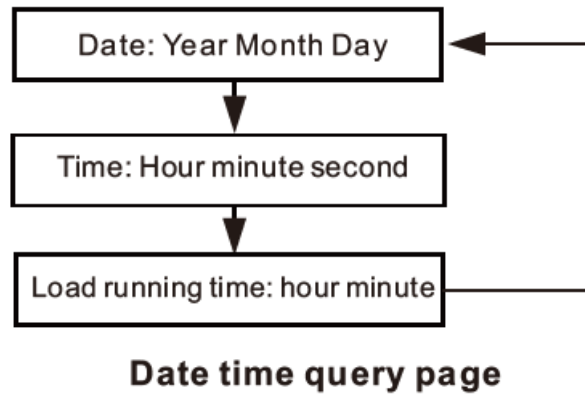 Date: Year Month Day
Time: Hour minute second
Load running time: hour minute
Date time query page